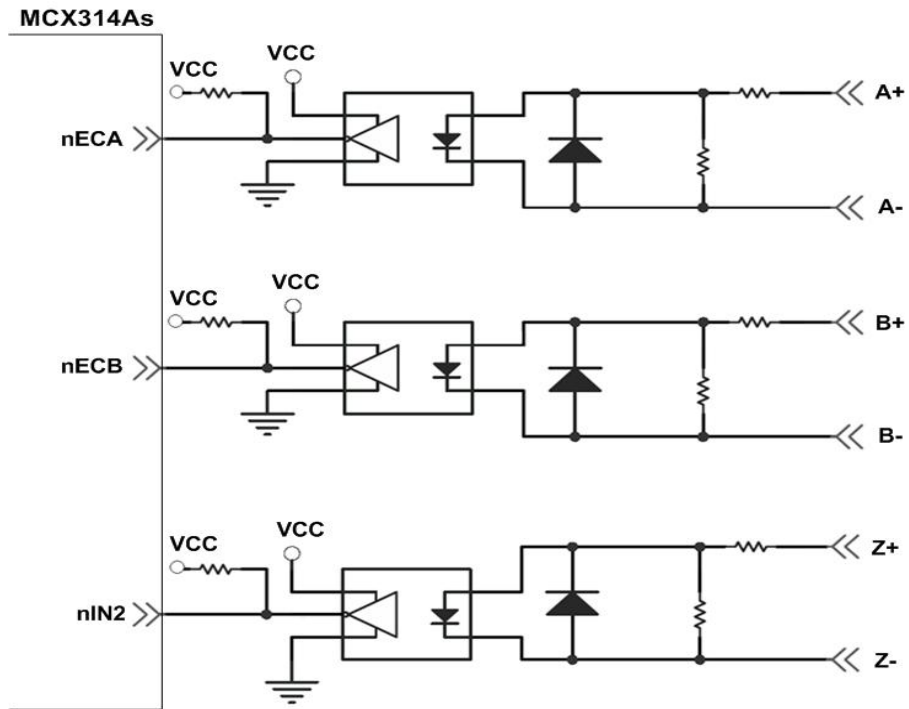 MCX314As
VCC
VCC
nECA
A+
A-
VCC
VCC
nECB
B+
B-
VCC
VCC
nIN2
Z+
Z-